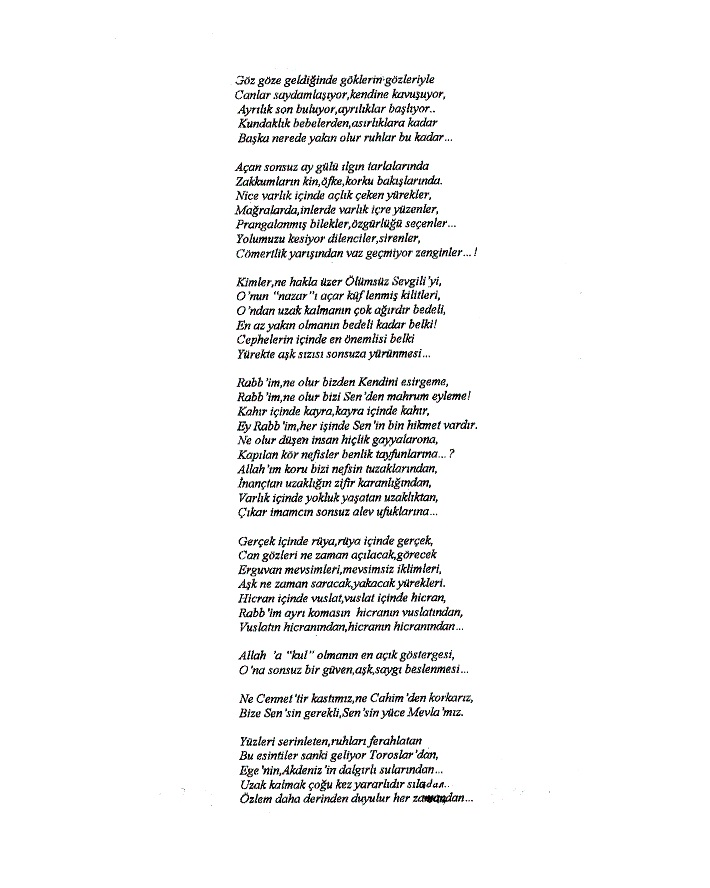 Göz göze geldiğinde göklerin gözleriyle
Canlar saydamlaşıyor,kendine kavuşuyor,
Ayrılık son buluyor,ayrılıklar başlıyor..
Kundaklık bebelerden,asırlıklara kadar
Başka nerede yakın olur ruhlar bu kadar...
Açan sonsuz ay gülü ılgın tarlalarında
Zakkumların kin,öfke,korku bakışlarında.
Nice varlık içinde açlık çeken yürekler,
Mağralarda,inlerde varlık içre yüzenler,
Prangalanmış bilekler,özgürlüğü seçenler...
Yolumuzu kesiyor dilenciler,sirenler,
Cömertlik yarışından vaz geçmiyor zenginler...!
Kimler,ne hakla üzer Ölümsüz Sevgili'yi,
O'nun "nazar"ı açar küflenmiş kilitleri,
O'ndan uzak kalmanın çok ağırdır bedeli,
En az yakın olmanın bedeli kadar belki!
Cephelerin içinde en önemlisi belki
Yürekte aşk sızısı sonsuza yürünmesi...
Rabb'im,ne olur bizden Kendini esirgeme,
Rabb'im,ne olur bizi Sen'den mahrum eyleme!
Kahır içinde kayra,kayra içinde kahır,
Ey Rabb'im,her işinde Sen'in bin hikmet vardır.
Ne olur düşen insan hiçlik gayyalarona,
Kapılan kör nefisler benlik tayfunlarına...?
Allah'ım koru bizi nefsin tuzaklarından,
İnançtan uzaklığın zifir karanlığından,
Varlık içinde yokluk yaşatan uzaklıktan,
Çıkar imamcın sonsuz alev ufuklarına...
Gerçek içinde rüya,rüya içinde gerçek,
Can gözleri ne zaman açılacak,görecek
Erguvan mevsimleri,mevsimsiz iklimleri,
Aşk ne zaman saracak,yakacak yürekleri.
Hicran içinde vuslat,vuslat içinde hicran,
Rabb'im ayrı komasın hicranın vuslatından,
Vuslatın hicranından,hicranın hicranından...
Allah 'a "kul" olmanın en açık göstergesi,
O'na sonsuz bir güven,aşk,saygı beslenmesi...
Ne Cennet'tir kastımız,ne Cahim'den korkarız,
Bize Sen'sin gerekli,Sen'sin yüce Mevla'mız.
Yüzleri serinleten,ruhları ferahlatan
Bu esintiler sanki geliyor Toroslar'dan,
Ege'nin,Akdeniz'in dalgırlı sularından...
Uzak kalmak çoğu kez yararlıdır sıladan..
Özlem daha derinden duyulur her zamandan...